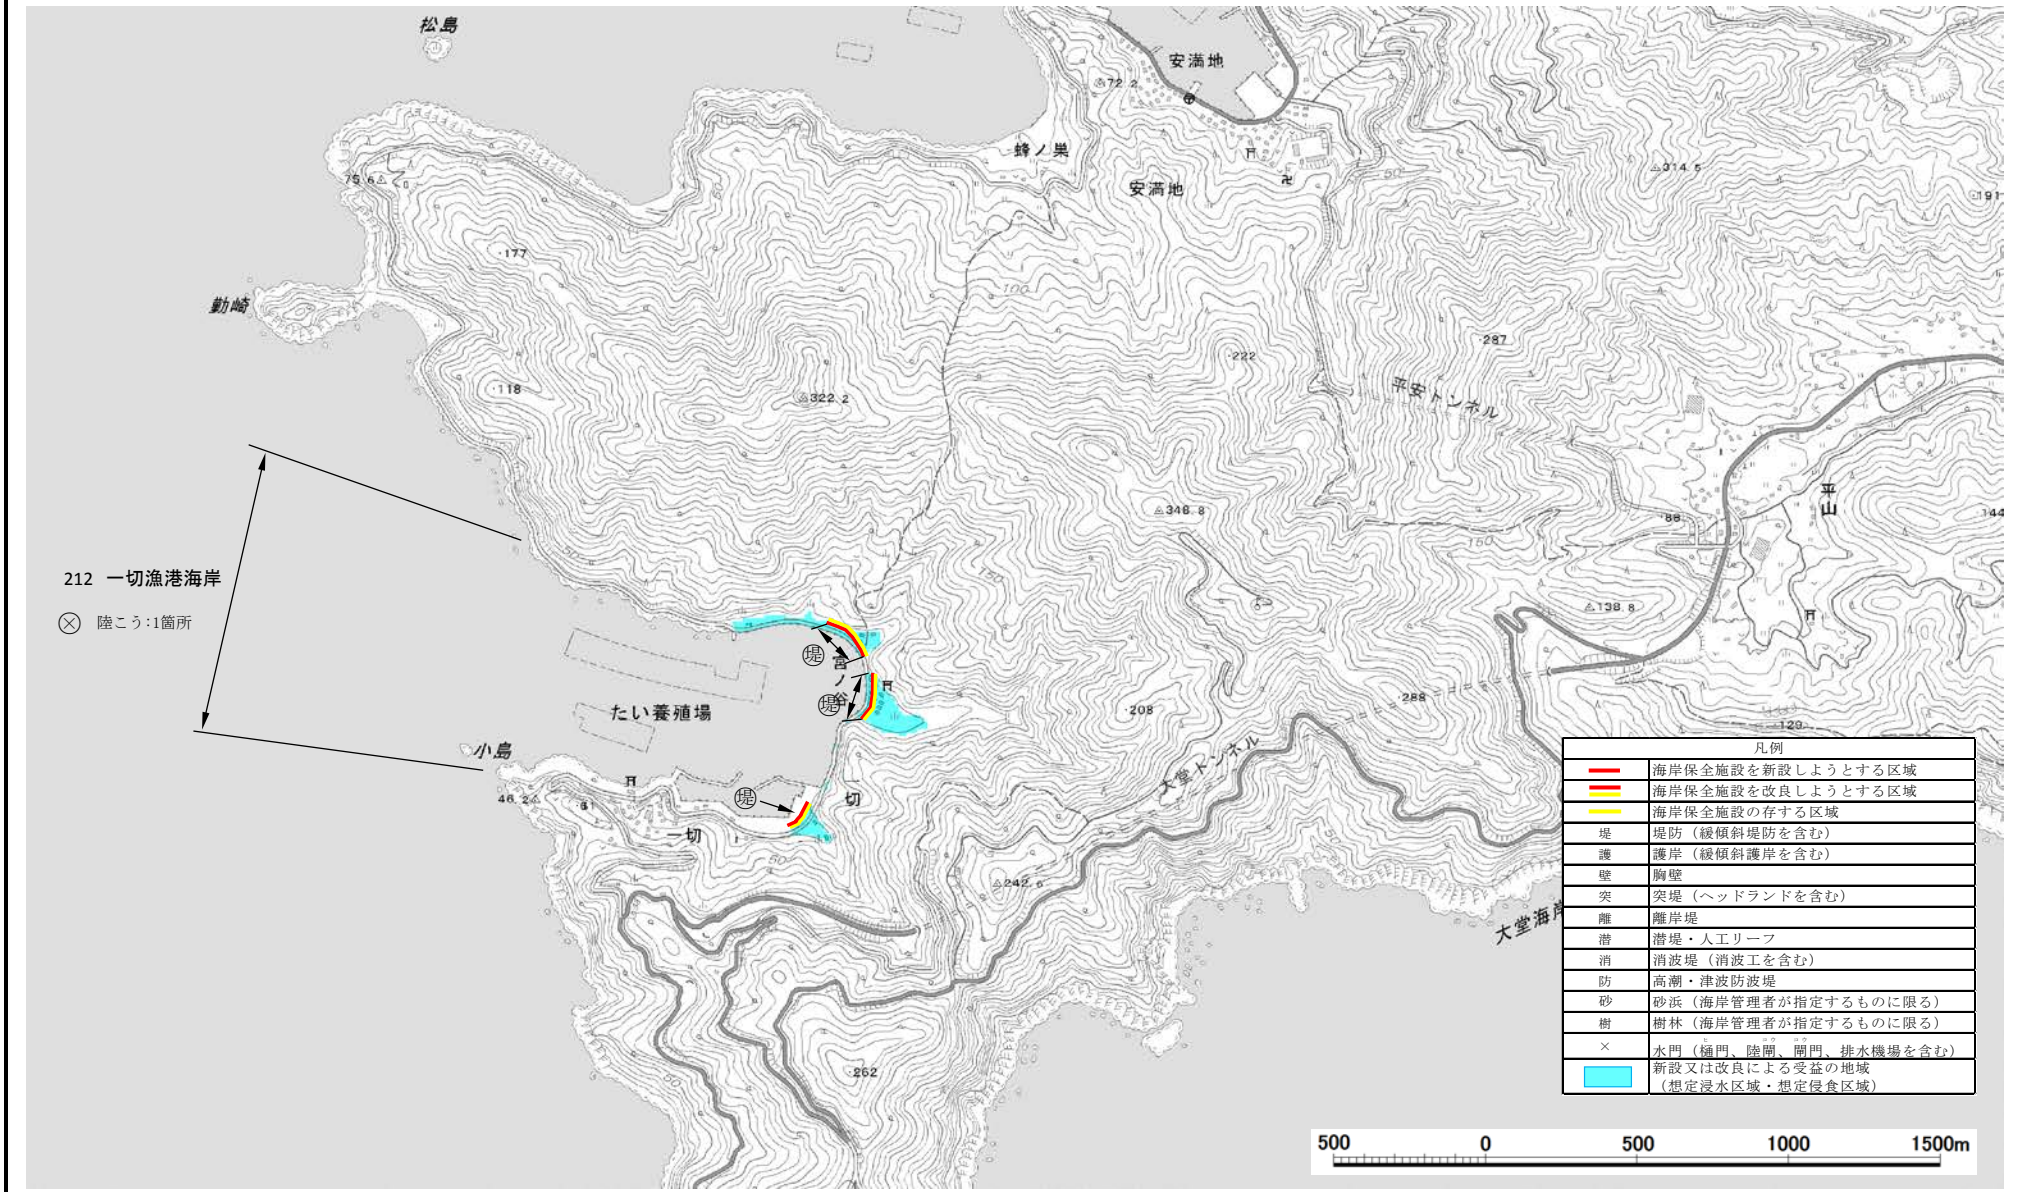 松島
安満地
72.2
蜂ノ巣
卍
314.5
75.6
安満地
50
191
177
100
勤崎
287
222
118
322.2
平安トンネル
平山
348.8
88
144
150
50
212 一切漁港海岸
150
138.8
⊗ 陸こう:1箇所
堤
宮ノ谷
288
堤
たい養殖場
208
129
小島
大堂トンネル
46.2
61
堤
一切
一切
50
50
242.6
大堂海岸
262
50
凡例
海岸保全施設を新設しようとする区域
海岸保全施設を改良しようとする区域
海岸保全施設の存する区域
堤 堤防（緩傾斜堤防を含む）
護 護岸（緩傾斜護岸を含む）
壁 胸壁
突 突堤（ヘッドランドを含む）
離 離岸堤
潜 潜堤・人工リーフ
消 消波堤（消波工を含む）
防 高潮・津波防波堤
砂 砂浜（海岸管理者が指定するものに限る）
樹 樹林（海岸管理者が指定するものに限る）
× 水門（樋門、陸閘、閘門、排水機場を含む）
新設又は改良による受益の地域
（想定浸水区域・想定侵食区域）
500 0 500 1000 1500m